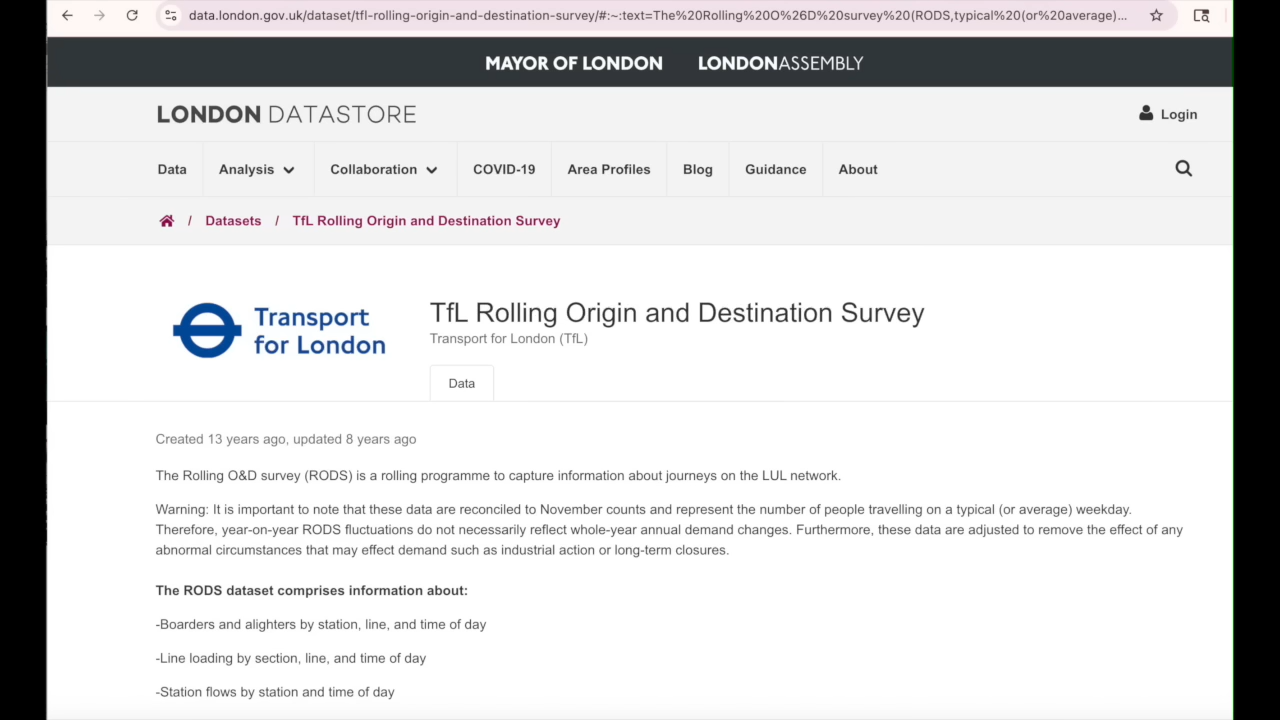 data.london.gov.uk/dataset/tfl-rolling-origin-and-destination-survey/#:~:text=The%20Rolling%20O%26D%20survey%20(RODS,typical%20(or%20average)...
MAYOR OF LONDON LONDONASSEMBLY
LONDON DATASTORE Login
Data Analysis Collaboration COVID-19 Area Profiles Blog Guidance About
/ Datasets / TfL Rolling Origin and Destination Survey
Transport for London
TfL Rolling Origin and Destination Survey
Transport for London (TfL)
Data
Created 13 years ago, updated 8 years ago
The Rolling O&D survey (RODS) is a rolling programme to capture information about journeys on the LUL network.
Warning: It is important to note that these data are reconciled to November counts and represent the number of people travelling on a typical (or average) weekday.
Therefore, year-on-year RODS fluctuations do not necessarily reflect whole-year annual demand changes. Furthermore, these data are adjusted to remove the effect of any
abnormal circumstances that may effect demand such as industrial action or long-term closures.
The RODS dataset comprises information about:
-Boarders and alighters by station, line, and time of day
-Line loading by section, line, and time of day
-Station flows by station and time of day